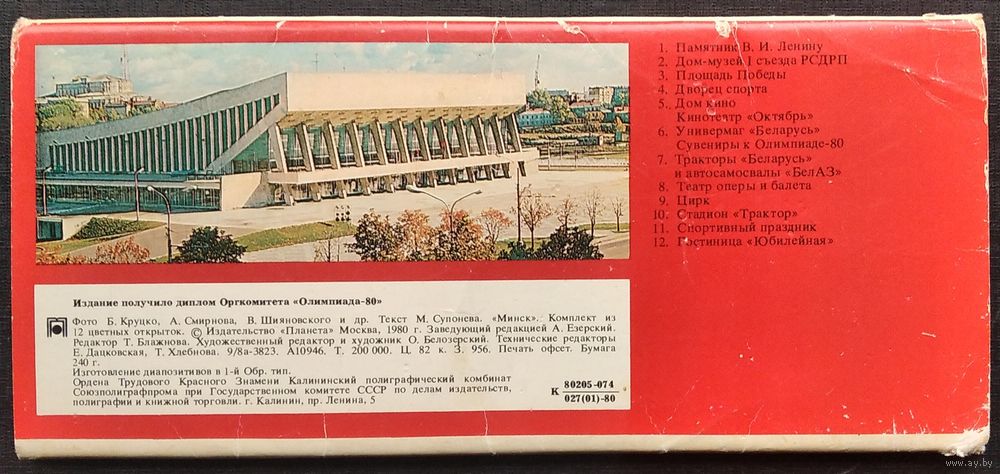 1. Памятник В. И. Ленину
2. Дом-музей I съезда РСДРП
3. Площадь Победы
4. Дворец спорта
5. Дом кино
Кинотеатр «Октябрь»
6. Универмаг «Беларусь»
Сувениры к Олимпиаде-80
7. Тракторы «Беларусь»
и автосамосвалы «БелАЗ»
8. Театр оперы и балета
9. Цирк
10. Стадион «Трактор»
11. Спортивный праздник
12. Гостиница «Юбилейная»
Издание получило диплом Оргкомитета «Олимпиада-80»
Фото Б. Круцко, А. Смирнова, В. Шияновского и др. Текст М. Супонева. «Минск». Комплект из
12 цветных открыток. © Издательство «Планета» Москва, 1980 г. Заведующий редакцией А. Езерский.
Редактор Т. Блажнова. Художественный редактор и художник О. Белозерский. Технические редакторы
Е. Дацковская, Т. Хлебнова. 9/8а-3823. А10946. Т. 200 000. Ц. 82 к. З. 956. Печать офсет. Бумага
240 г.
Изготовление диапозитивов в 1-й Обр. тип.
Ордена Трудового Красного Знамени Калининский полиграфический комбинат
Союзполиграфпрома при Государственном комитете СССР по делам издательств,
полиграфии и книжной торговли. г. Калинин, пр. Ленина, 5
К 80205-074
027(01)-80
www.ay.by